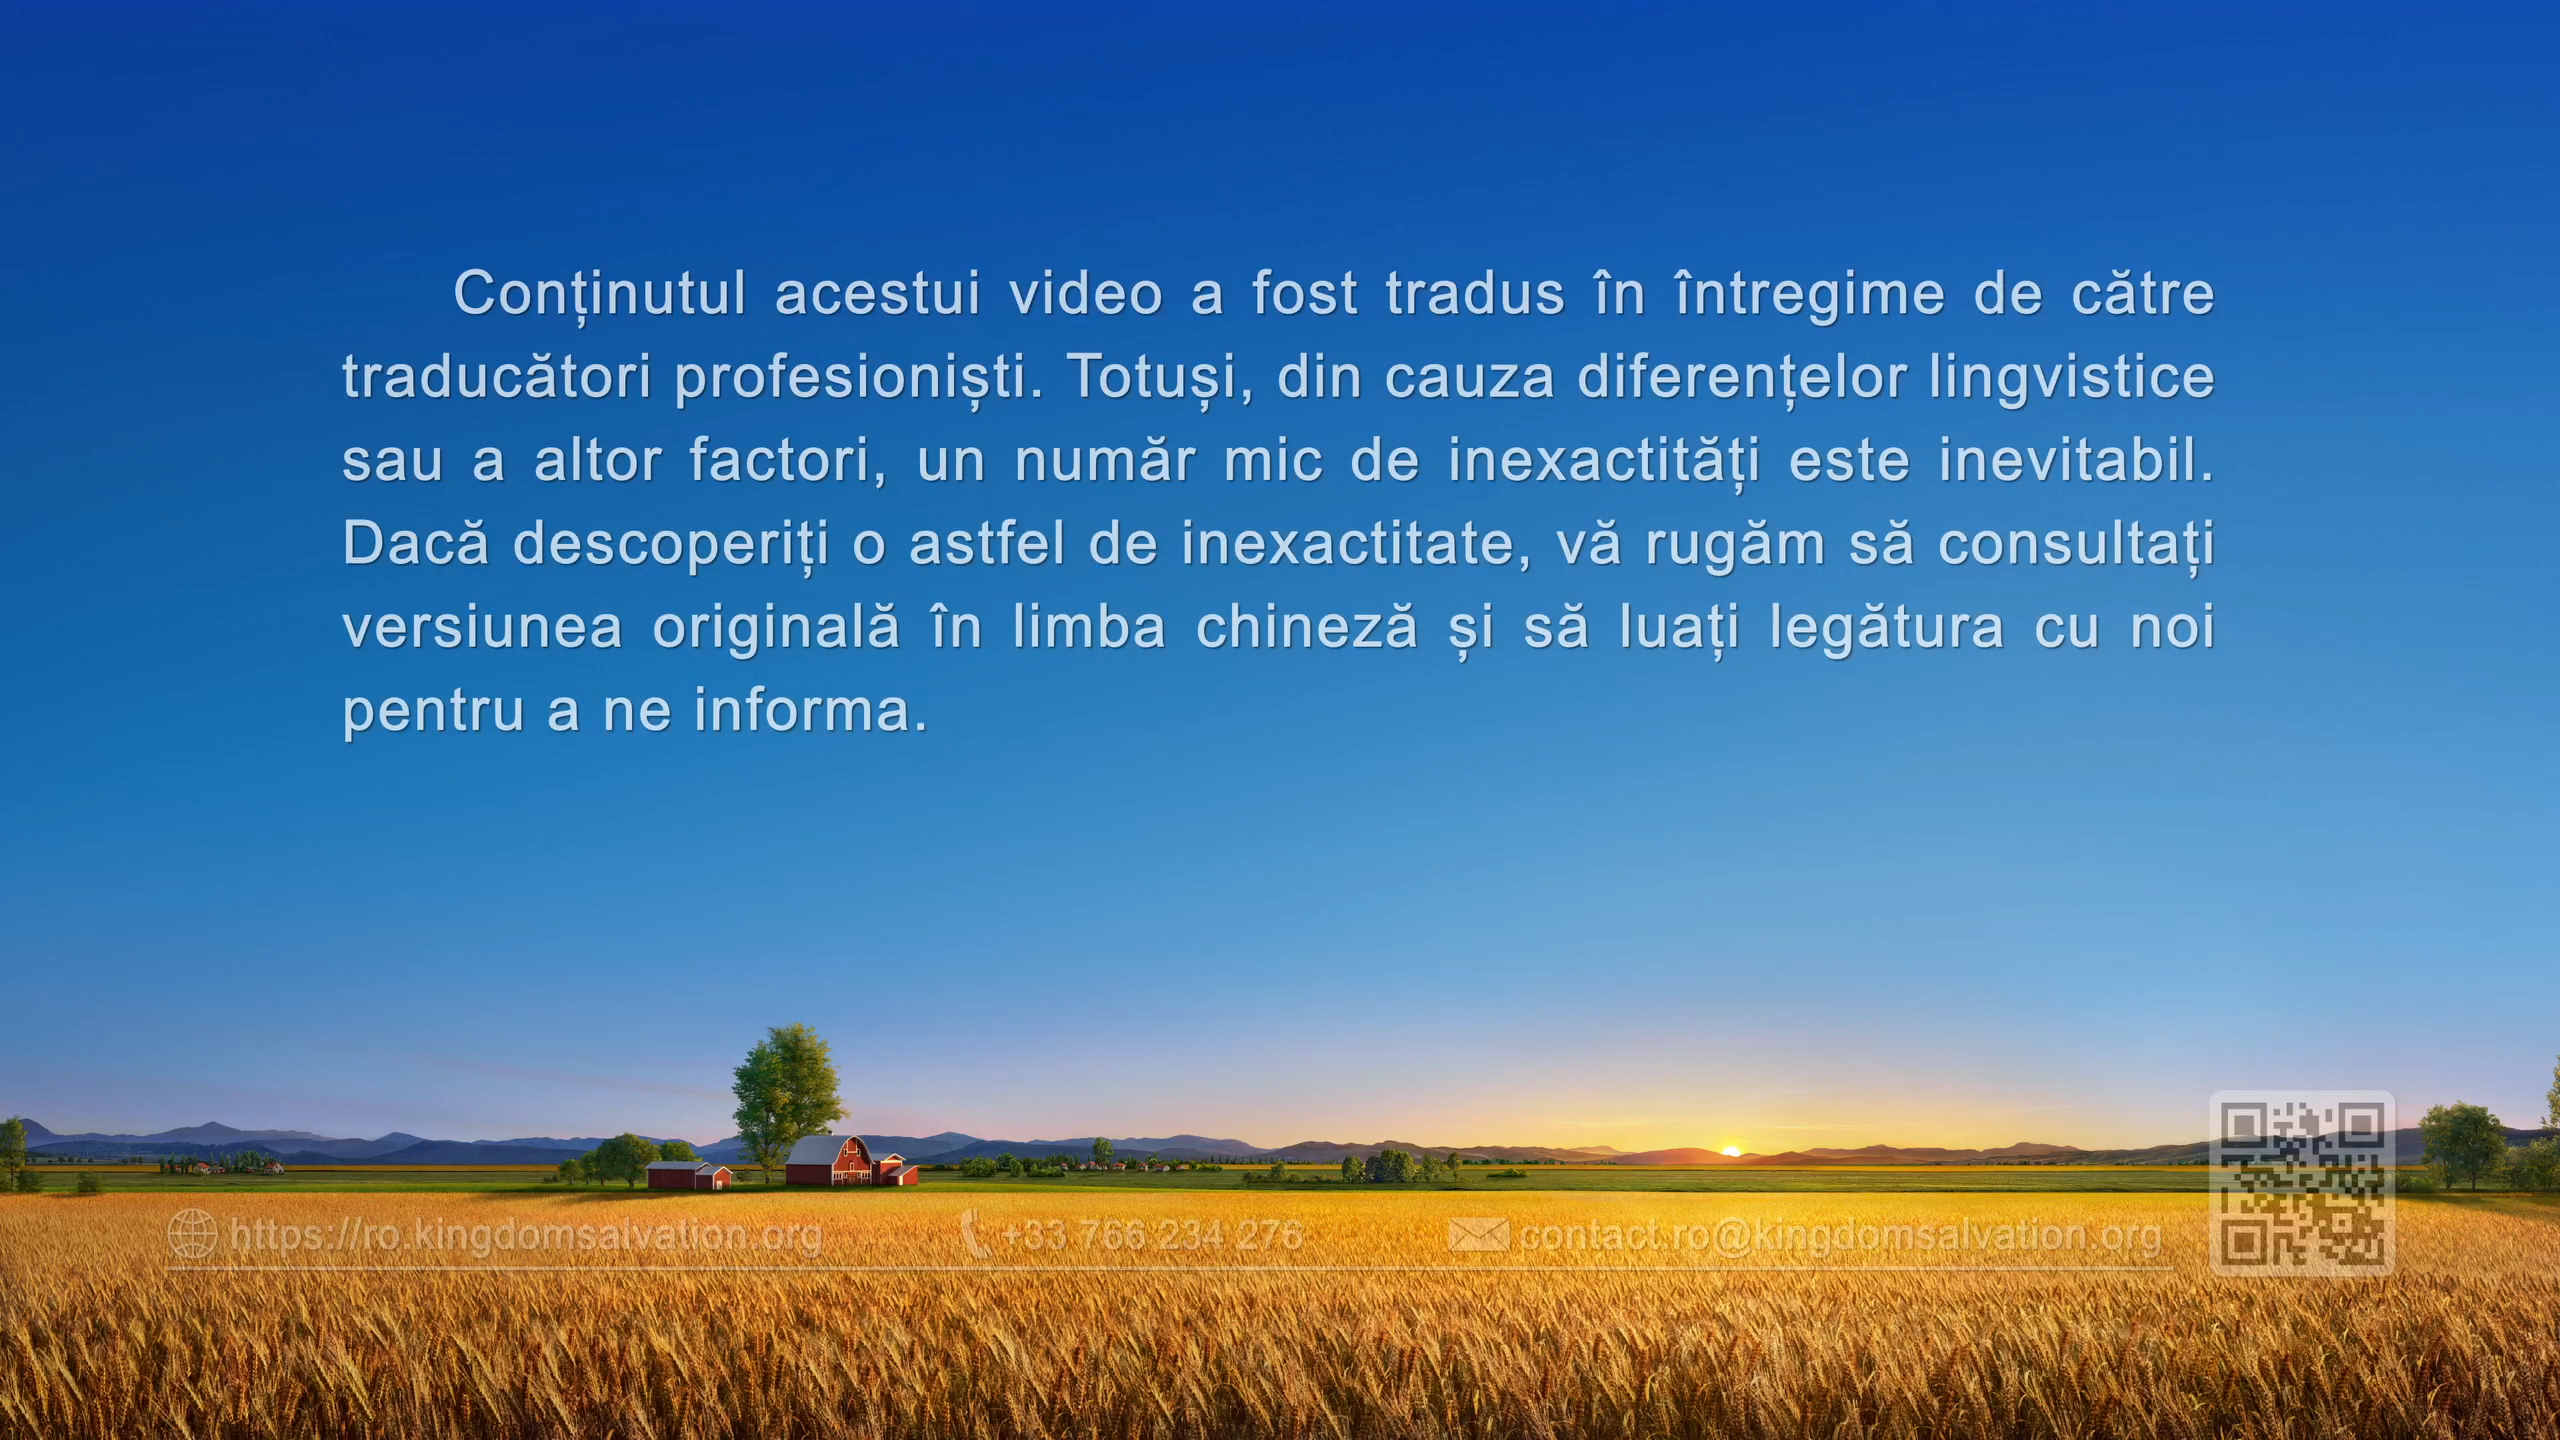 Conținutul acestui video a fost tradus în întregime de către
traducători profesioniști. Totuși, din cauza diferențelor lingvistice
sau a altor factori, un număr mic de inexactități este inevitabil.
Dacă descoperiți o astfel de inexactitate, vă rugăm să consultați
versiunea originală în limba chineză și să luați legătura cu noi
pentru a ne informa.
https://ro.kingdomsalvation.org +33 766 234 276 contact.ro@kingdomsalvation.org